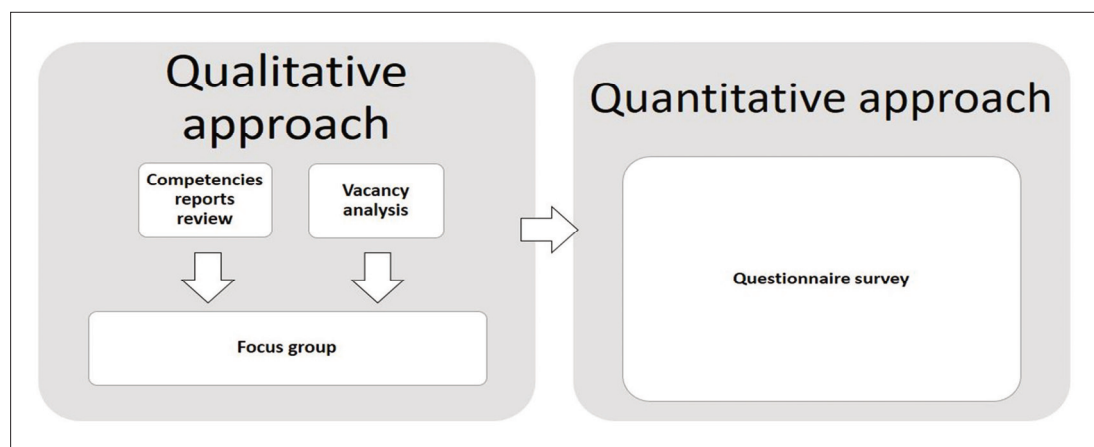 Qualitative
approach
Competencies
reports
review
Vacancy
analysis
Focus group
Quantitative approach
Questionnaire survey